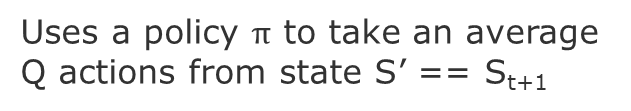 Uses a policy π to take an average
Q actions from state S′ == Sₜ₊₁